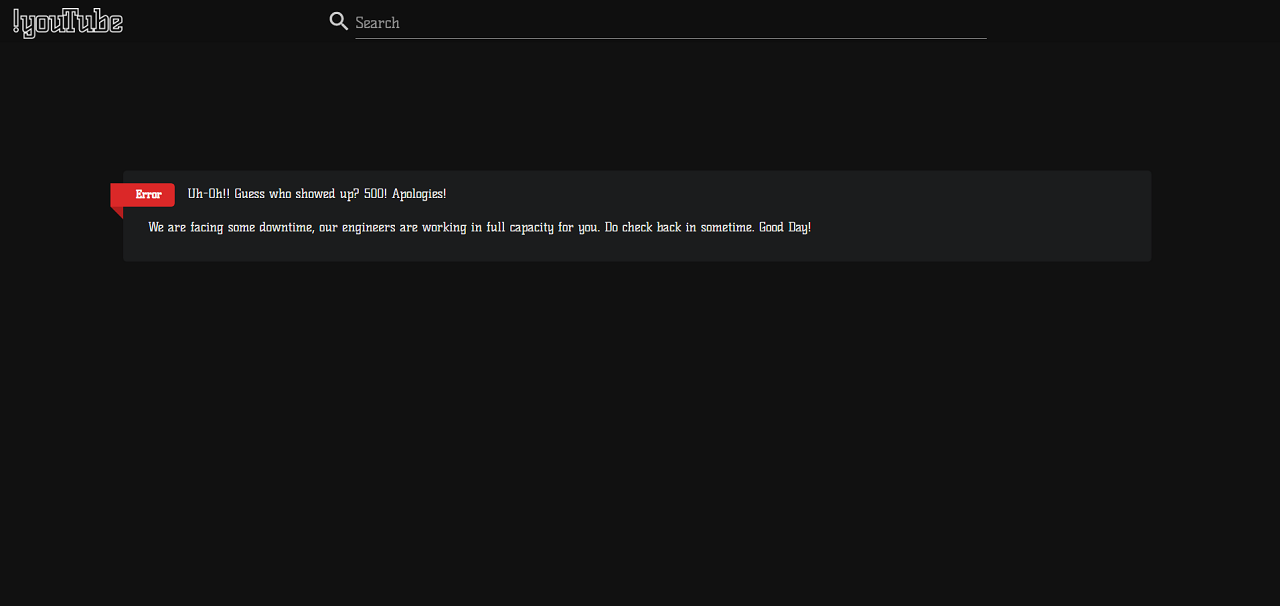 !youTube
Search
Error Uh-Oh!! Guess who showed up? 500! Apologies!
We are facing some downtime, our engineers are working in full capacity for you. Do check back in sometime. Good Day!